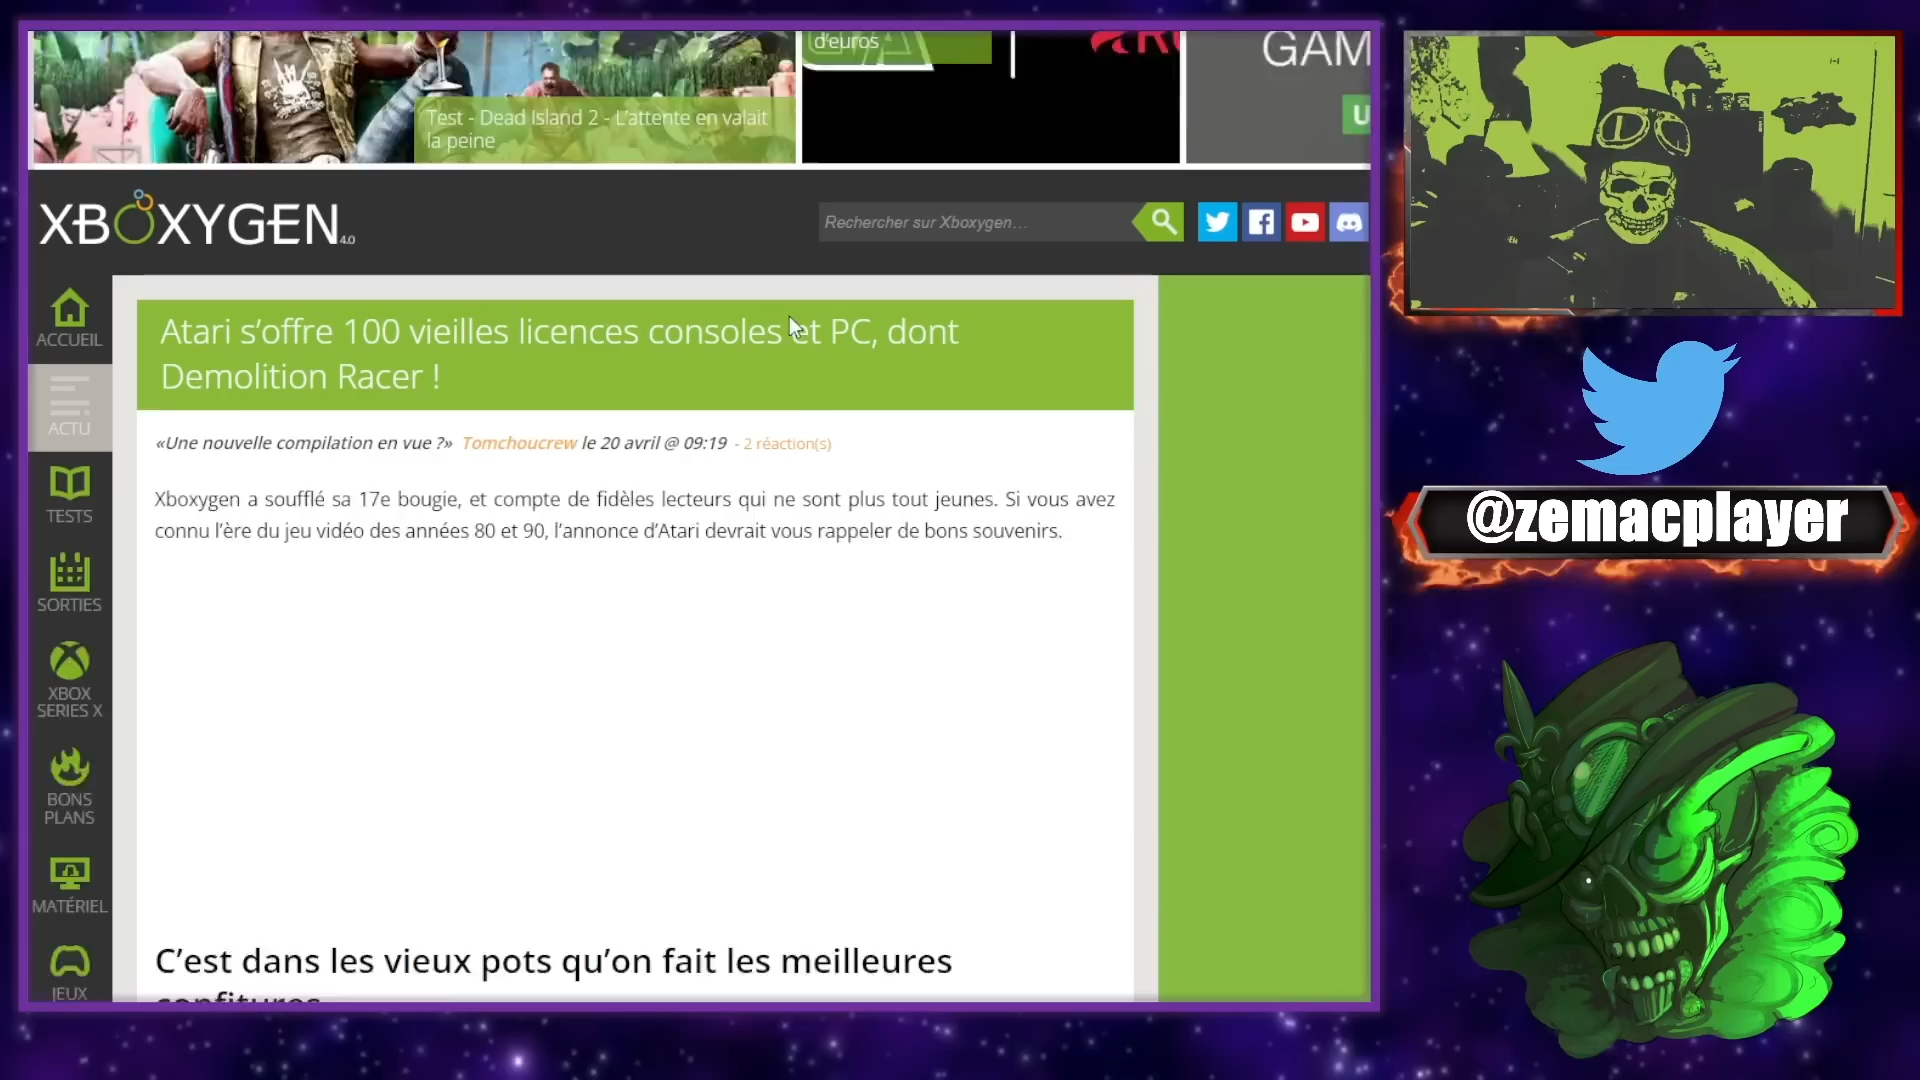 d'euros
GAM
U
Test - Dead Island 2 - L'attente en valait
la peine
XBOXYGEN 4.0
Rechercher sur Xboxygen...
ACCUEIL
ACTU
TESTS
SORTIES
XBOX
SERIES X
BONS
PLANS
MATÉRIEL
JEUX
Atari s'offre 100 vieilles licences consoles et PC, dont
Demolition Racer !
«Une nouvelle compilation en vue ?» Tomchoucrew le 20 avril @ 09:19 - 2 réaction(s)
Xboxygen a soufflé sa 17e bougie, et compte de fidèles lecteurs qui ne sont plus tout jeunes. Si vous avez
connu l'ère du jeu vidéo des années 80 et 90, l'annonce d'Atari devrait vous rappeler de bons souvenirs.
C'est dans les vieux pots qu'on fait les meilleures
confitures
@zemacplayer